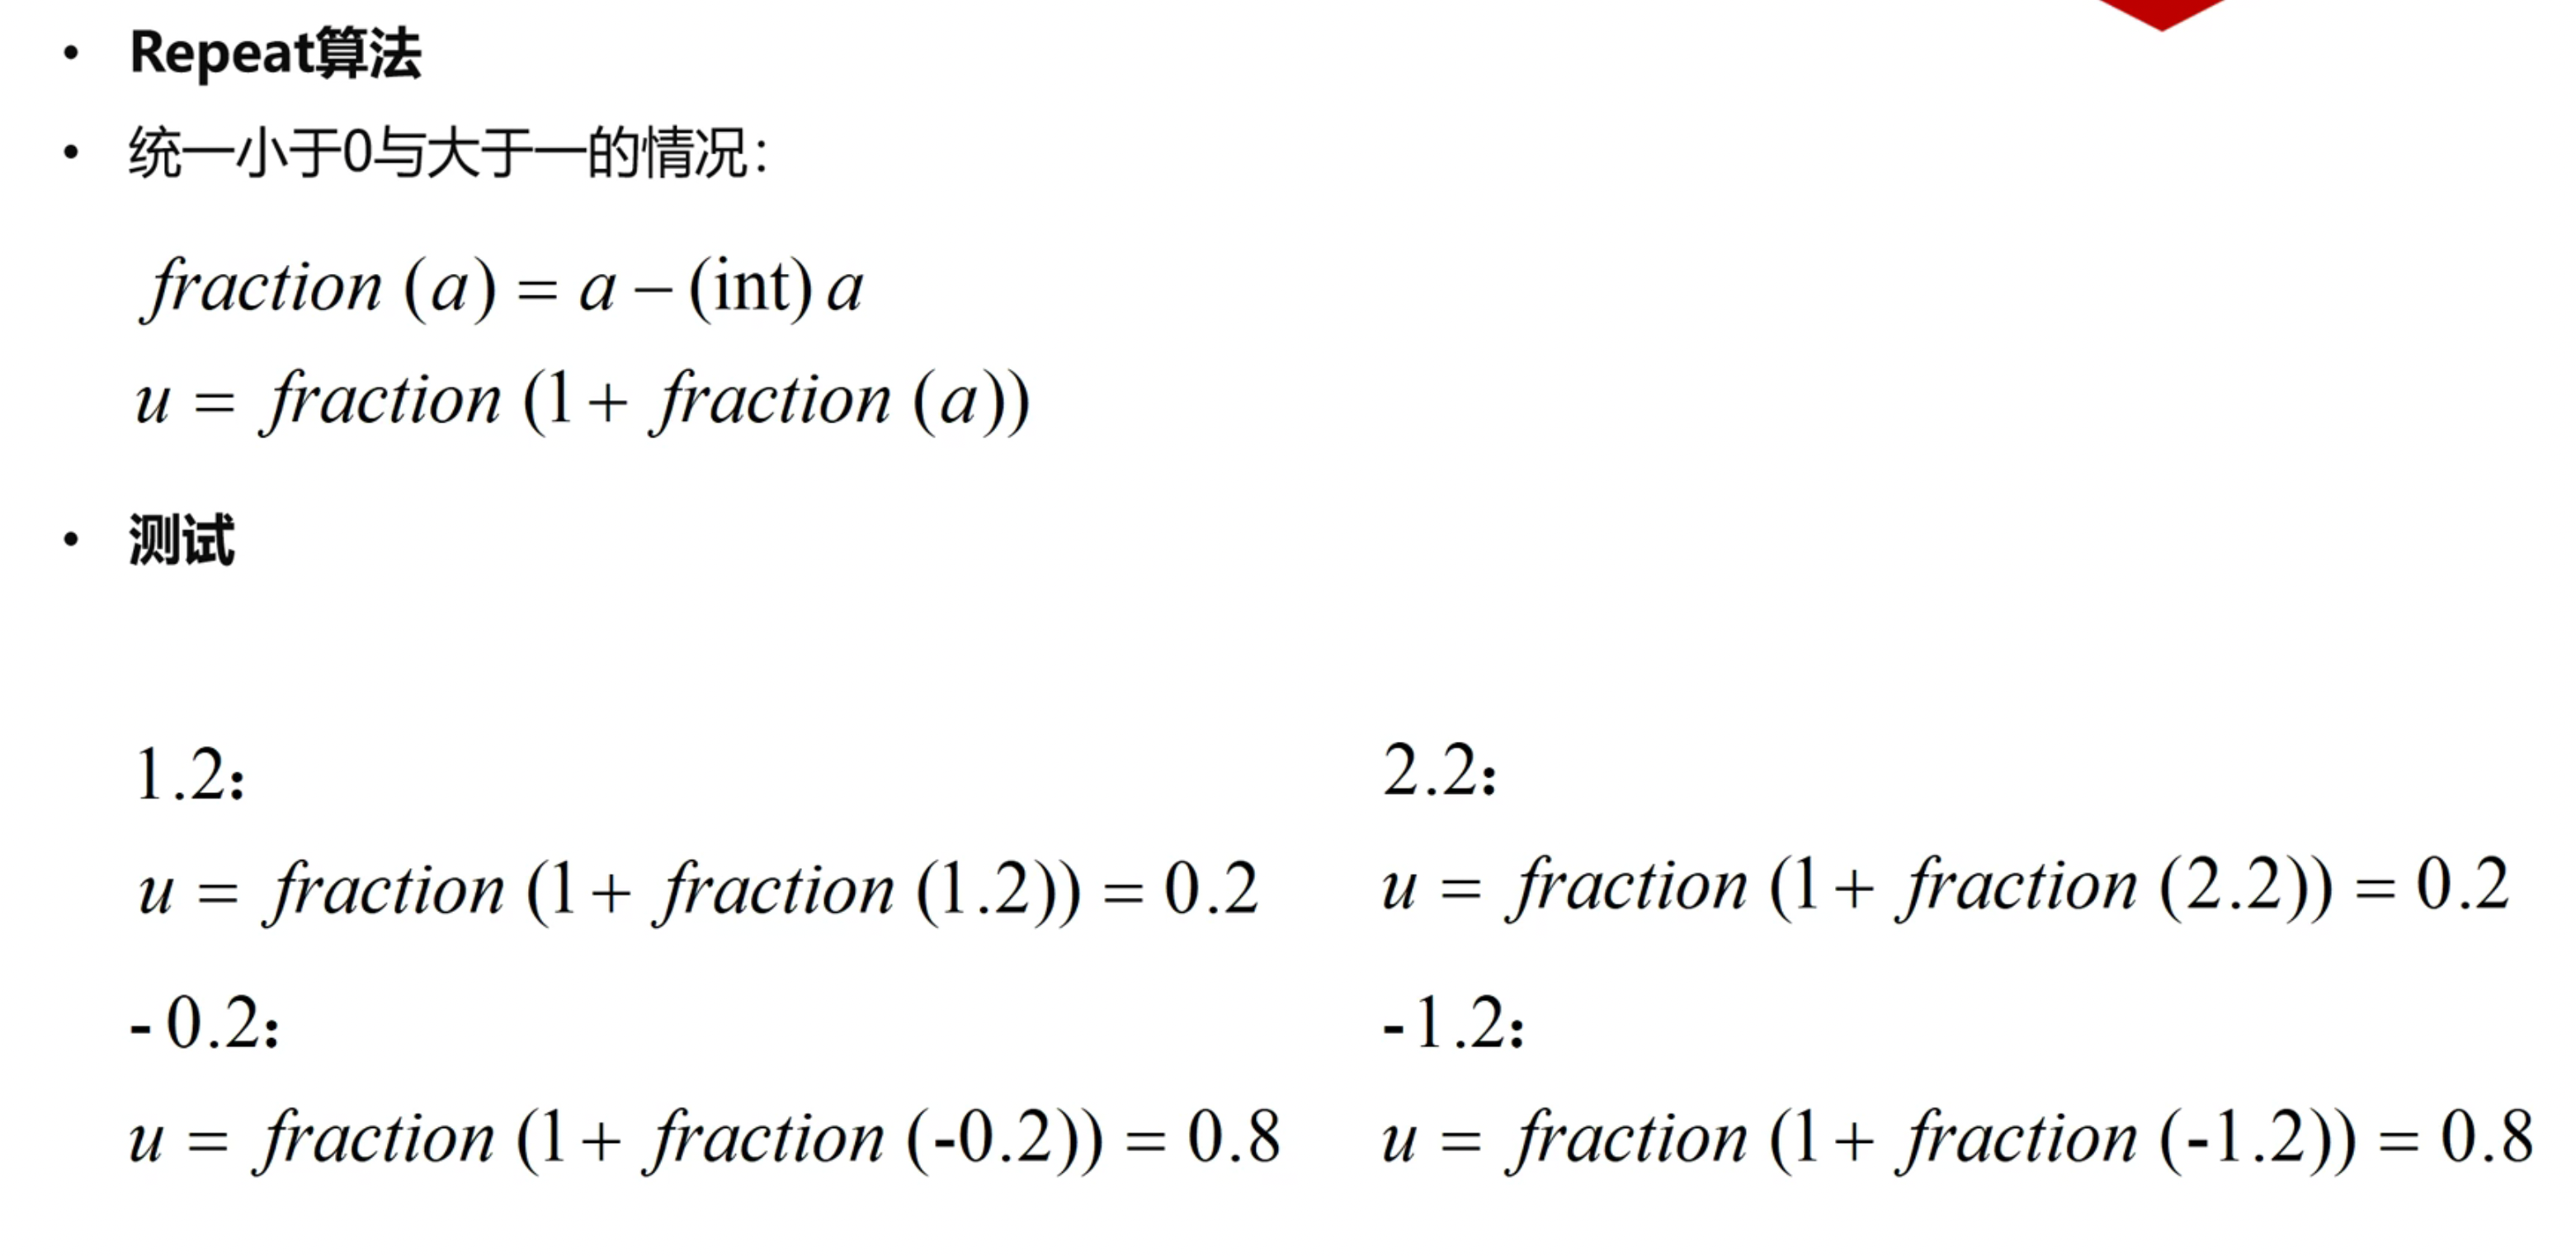 • Repeat算法
• 统一小于0与大于一的情况：
fraction (a) = a − (int) a
u = fraction (1 + fraction (a))
• 测试
1.2：
u = fraction (1 + fraction (1.2)) = 0.2
-0.2：
u = fraction (1 + fraction (-0.2)) = 0.8
2.2：
u = fraction (1 + fraction (2.2)) = 0.2
-1.2：
u = fraction (1 + fraction (-1.2)) = 0.8